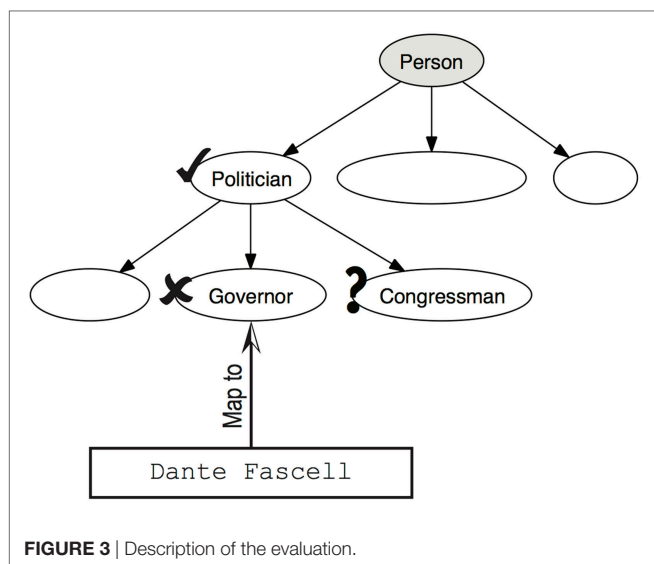 Person
Politician
Governor
Congressman
?
Map to
Dante Fascell
FIGURE 3 | Description of the evaluation.